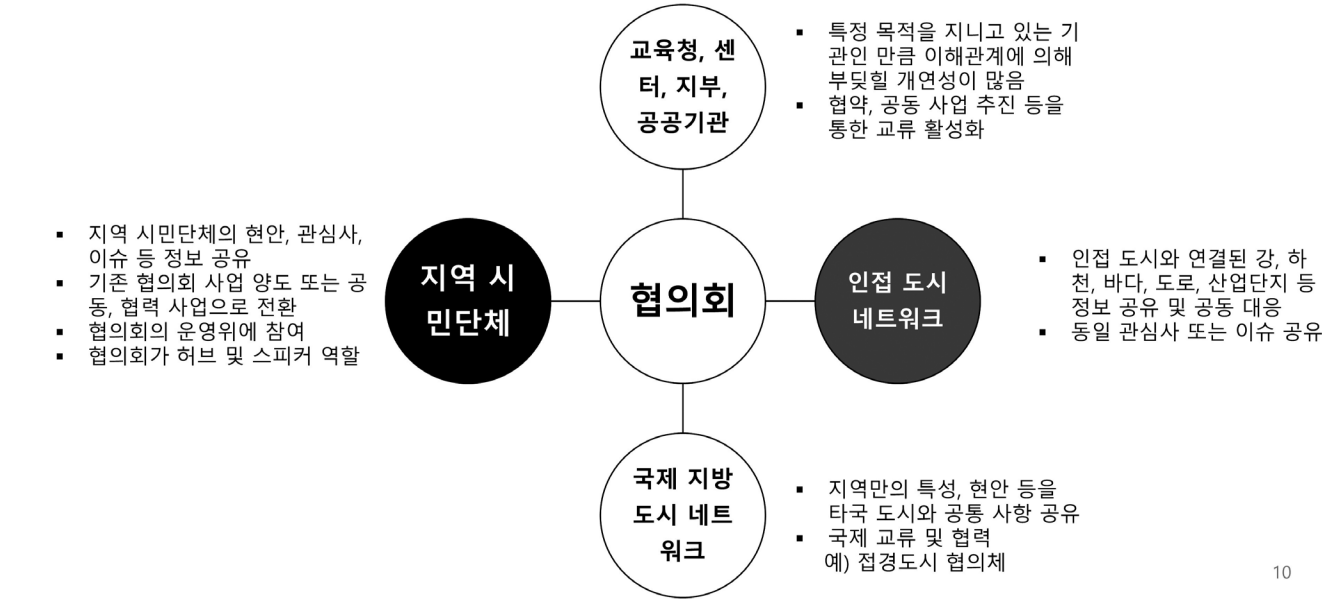 교육청, 센
터, 지부,
공공기관
▪ 특정 목적을 지니고 있는 기
관인 만큼 이해관계에 의해
부딪힐 개연성이 많음
▪ 협약, 공동 사업 추진 등을
통한 교류 활성화
▪ 지역 시민단체의 현안, 관심사,
이슈 등 정보 공유
▪ 기존 협의회 사업 양도 또는 공
동, 협력 사업으로 전환
▪ 협의회의 운영위에 참여
▪ 협의회가 허브 및 스피커 역할
지역 시
민단체
협의회
인접 도시
네트워크
▪ 인접 도시와 연결된 강, 하
천, 바다, 도로, 산업단지 등
정보 공유 및 공동 대응
▪ 동일 관심사 또는 이슈 공유
국제 지방
도시 네트
워크
▪ 지역만의 특성, 현안 등을
타국 도시와 공통 사항 공유
▪ 국제 교류 및 협력
예) 접경도시 협의체
10